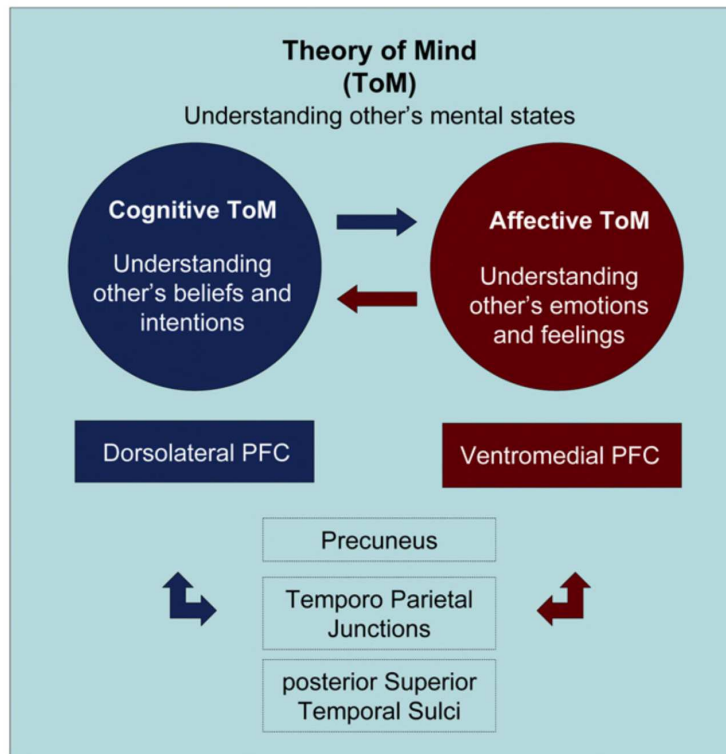 Theory of Mind
(ToM)
Understanding other's mental states
Cognitive ToM
Understanding
other's beliefs and
intentions
Affective ToM
Understanding
other's emotions
and feelings
Dorsolateral PFC
Ventromedial PFC
Precuneus
Temporo Parietal
Junctions
posterior Superior
Temporal Sulci